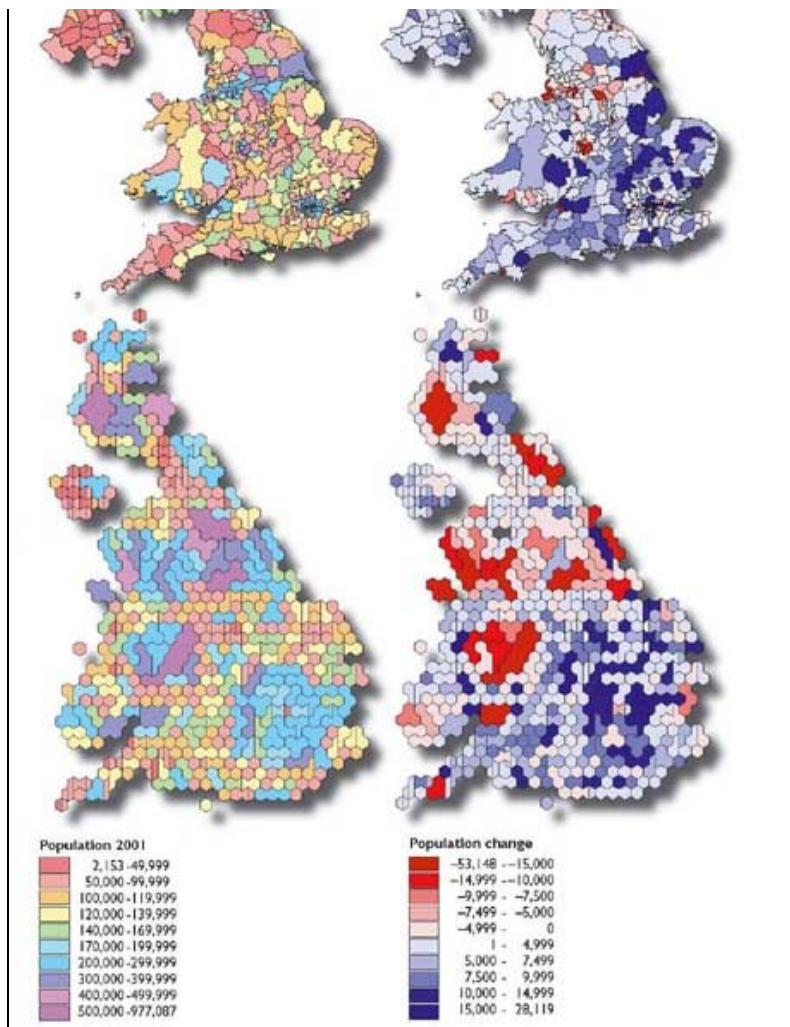 Population 2001
2,153 -49,999
50,000 -99,999
100,000 -119,999
120,000 -139,999
140,000 -169,999
170,000 -199,999
200,000 -299,999
300,000 -399,999
400,000 -499,999
500,000 -977,087
Population change
−53,148 - −15,000
−14,999 - −10,000
−9,999 - −7,500
−7,499 - −5,000
−4,999 - 0
1 - 4,999
5,000 - 7,499
7,500 - 9,999
10,000 - 14,999
15,000 - 28,119